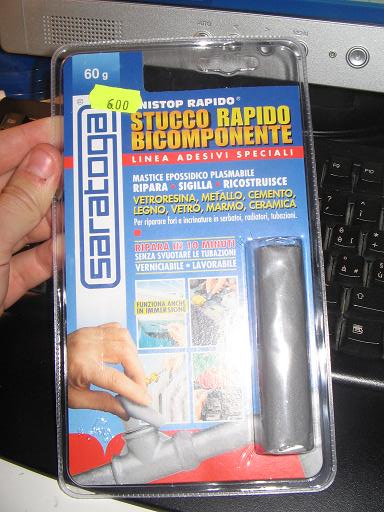 60 g
6.00
NISTOP RAPIDO®
STUCCO RAPIDO
BICOMPONENTE
LINEA ADESIVI SPECIALI
saratoga
MASTICE EPOSSIDICO PLASMABILE
RIPARA • SIGILLA • RICOSTRUISCE
VETRORESINA, METALLO, CEMENTO,
LEGNO, VETRO, MARMO, CERAMICA
Per riparare fori e incrinature in serbatoi, radiatori, tubazioni.
RIPARA IN 10 MINUTI
SENZA SVUOTARE LE TUBAZIONI
VERNICIABILE • LAVORABILE
FUNZIONA ANCHE
IN IMMERSIONE
AUTO
MENU